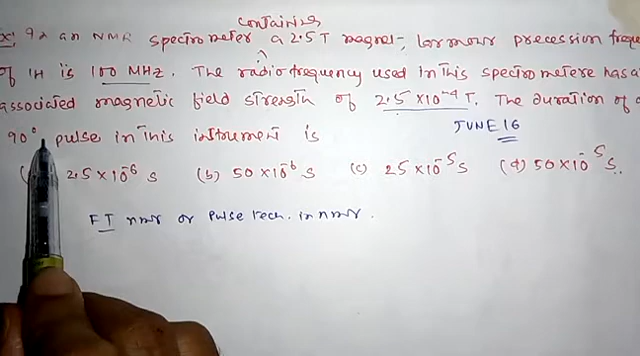 containing
Ex: In an NMR spectrometer a 2.5 T magnet, larmour precession freque
of 1H is 100 MHz. The radiofrequency used in this spectrometere has a
associated magnetic field strength of 2.5 × 10⁻⁴ T. The duration of a
JUNE 16
90° pulse in this instrument is
2.5 × 10⁻⁶ s (b) 50 × 10⁻⁶ s (c) 25 × 10⁻⁵ s (d) 50 × 10⁻⁵ s.
FT nmr or pulse tech. in nmr.